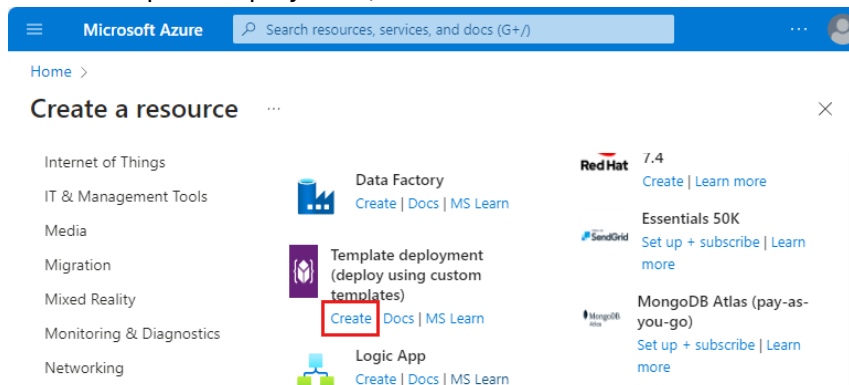 Microsoft Azure
Search resources, services, and docs (G+/)
Home >
Create a resource
Internet of Things
IT & Management Tools
Media
Migration
Mixed Reality
Monitoring & Diagnostics
Networking
Data Factory
Create | Docs | MS Learn
Template deployment
(deploy using custom
templates)
Create | Docs | MS Learn
Logic App
Create | Docs | MS Learn
Red Hat
7.4
Create | Learn more
SendGrid
Essentials 50K
Set up + subscribe | Learn
more
MongoDB
Atlas
MongoDB Atlas (pay-as-
you-go)
Set up + subscribe | Learn
more